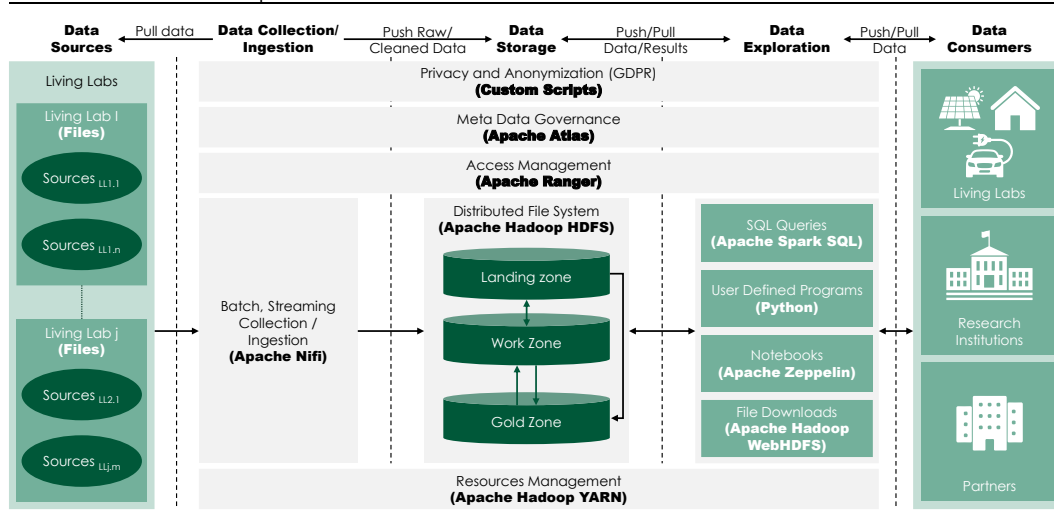 Data
Sources
Pull data
Data Collection/
Ingestion
Push Raw/
Cleaned Data
Data
Storage
Push/Pull
Data/Results
Data
Exploration
Push/Pull
Data
Data
Consumers
Living Labs
Living Lab I
(Files)
Sources LL1.1
Sources LL1.n
Living Lab j
(Files)
Sources LL2.1
Sources LLj.m
Privacy and Anonymization (GDPR)
(Custom Scripts)
Meta Data Governance
(Apache Atlas)
Access Management
(Apache Ranger)
Batch, Streaming
Collection /
Ingestion
(Apache Nifi)
Distributed File System
(Apache Hadoop HDFS)
Landing zone
Work Zone
Gold Zone
SQL Queries
(Apache Spark SQL)
User Defined Programs
(Python)
Notebooks
(Apache Zeppelin)
File Downloads
(Apache Hadoop
WebHDFS)
Resources Management
(Apache Hadoop YARN)
Living Labs
Research
Institutions
Partners